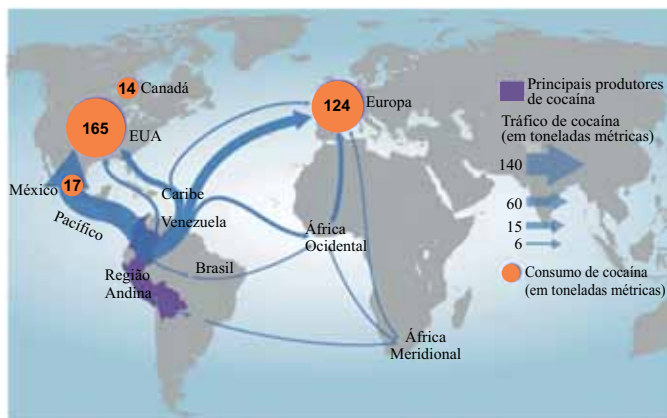 14 Canadá
165
EUA
124
Europa
México
17
Pacífico
Caribe
Venezuela
Região
Andina
Brasil
África
Ocidental
África
Meridional
Principais produtores
de cocaína
Tráfico de cocaína
(em toneladas métricas)
140
60
15
6
Consumo de cocaína
(em toneladas métricas)